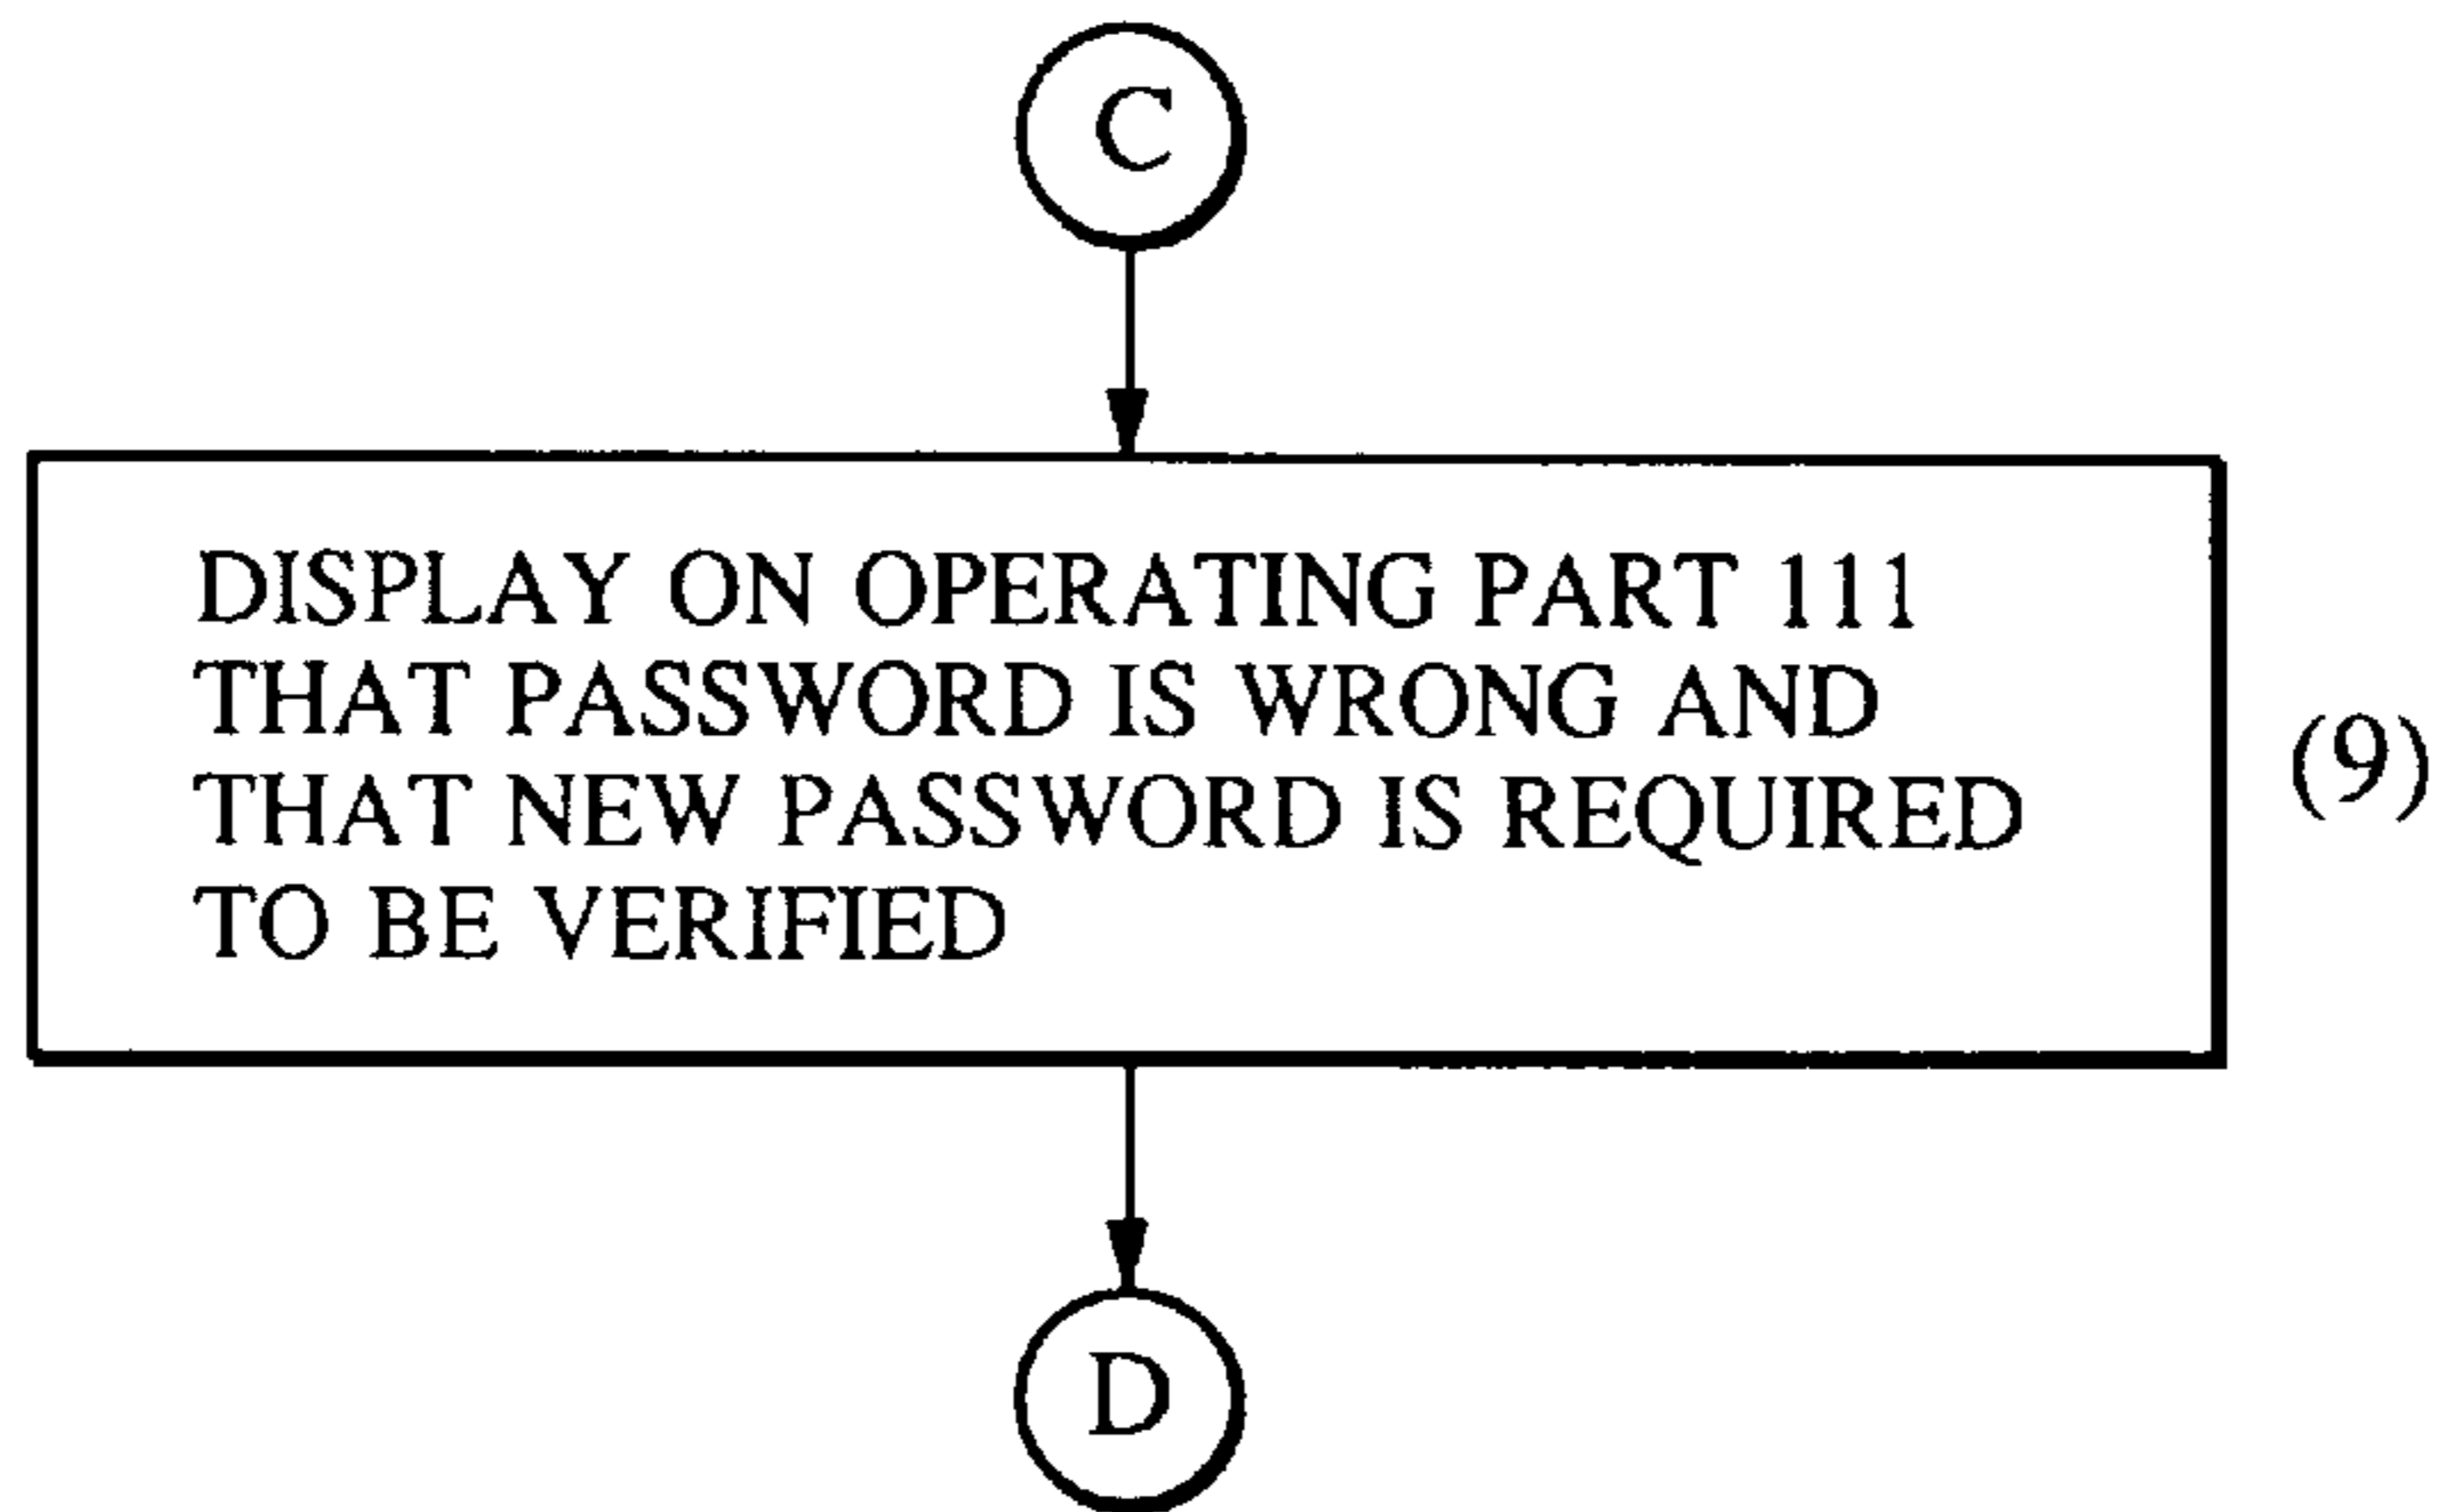 C
DISPLAY ON OPERATING PART 111
THAT PASSWORD IS WRONG AND
THAT NEW PASSWORD IS REQUIRED
TO BE VERIFIED
(9)
D